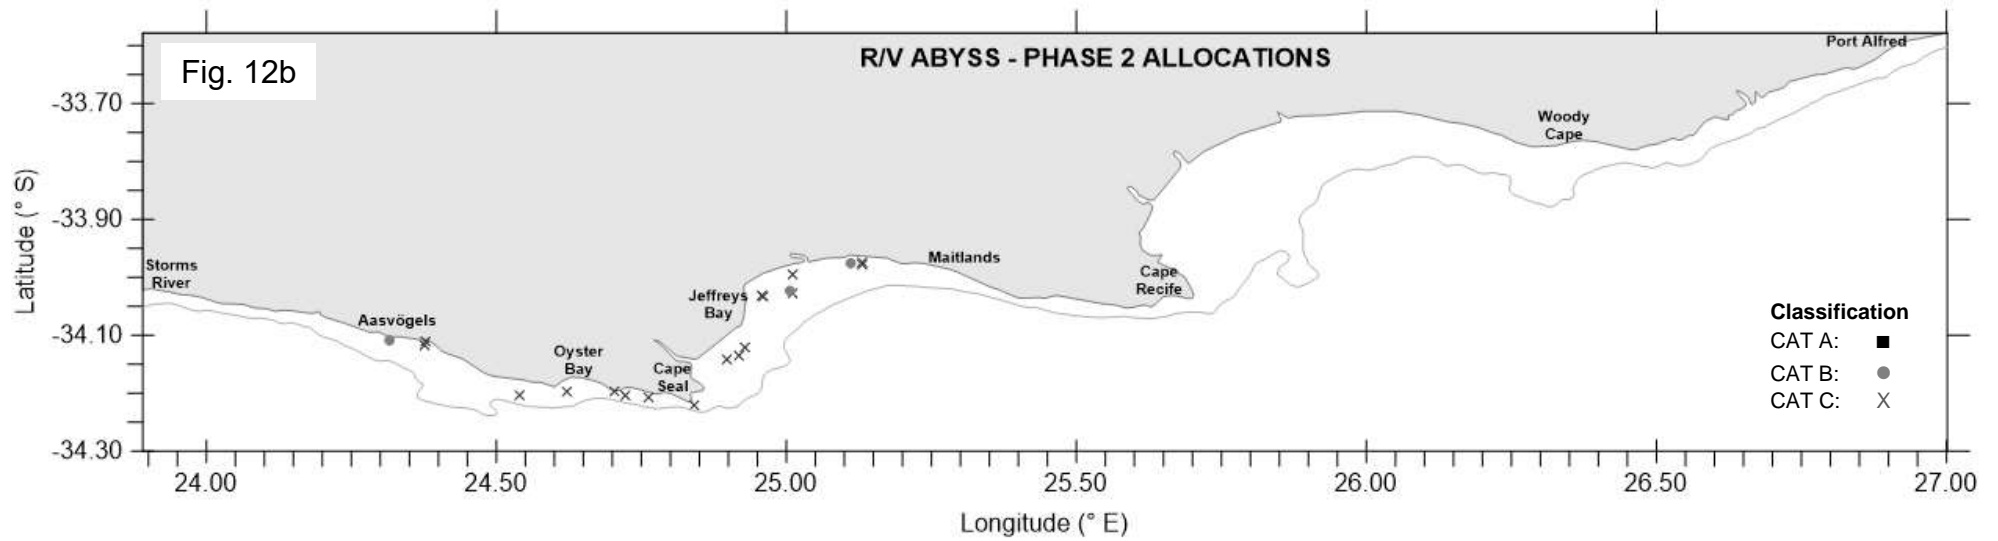 R/V ABYSS - PHASE 2 ALLOCATIONS
Fig. 12b
Port Alfred
Woody
Cape
Storms
River
Aasvögels
Oyster
Bay
Cape
Seal
Jeffreys
Bay
Maitlands
Cape
Recife
Classification
CAT A:
CAT B:
CAT C:
Latitude (° S)
-33.70
-33.90
-34.10
-34.30
24.00 24.50 25.00 25.50 26.00 26.50 27.00
Longitude (° E)